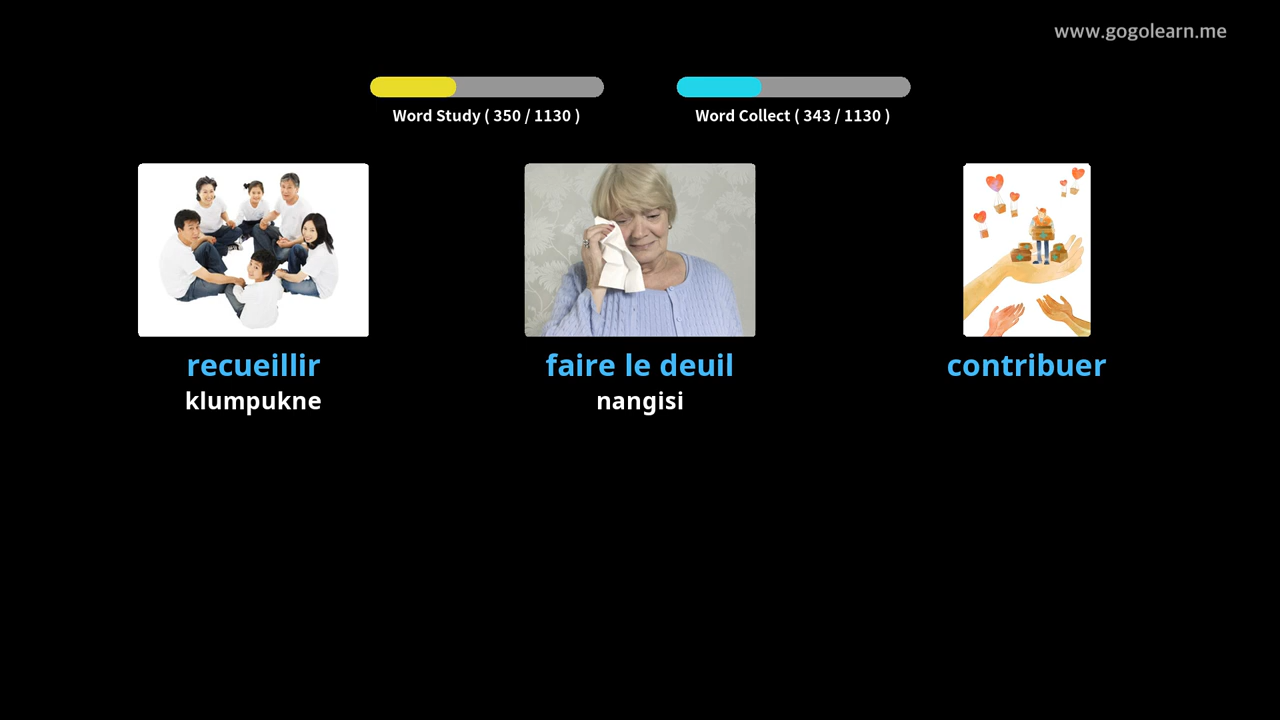 www.gogolearn.me
Word Study ( 350 / 1130 )
Word Collect ( 343 / 1130 )
recueillir
klumpukne
faire le deuil
nangisi
contribuer